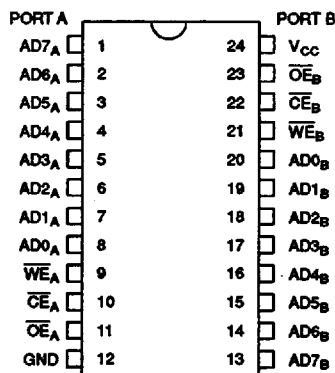 PORT A PORT B
AD7A 1 24 VCC
AD6A 2 23 OEB
AD5A 3 22 CEB
AD4A 4 21 WEB
AD3A 5 20 AD0B
AD2A 6 19 AD1B
AD1A 7 18 AD2B
AD0A 8 17 AD3B
WEA 9 16 AD4B
CEA 10 15 AD5B
OEA 11 14 AD6B
GND 12 13 AD7B